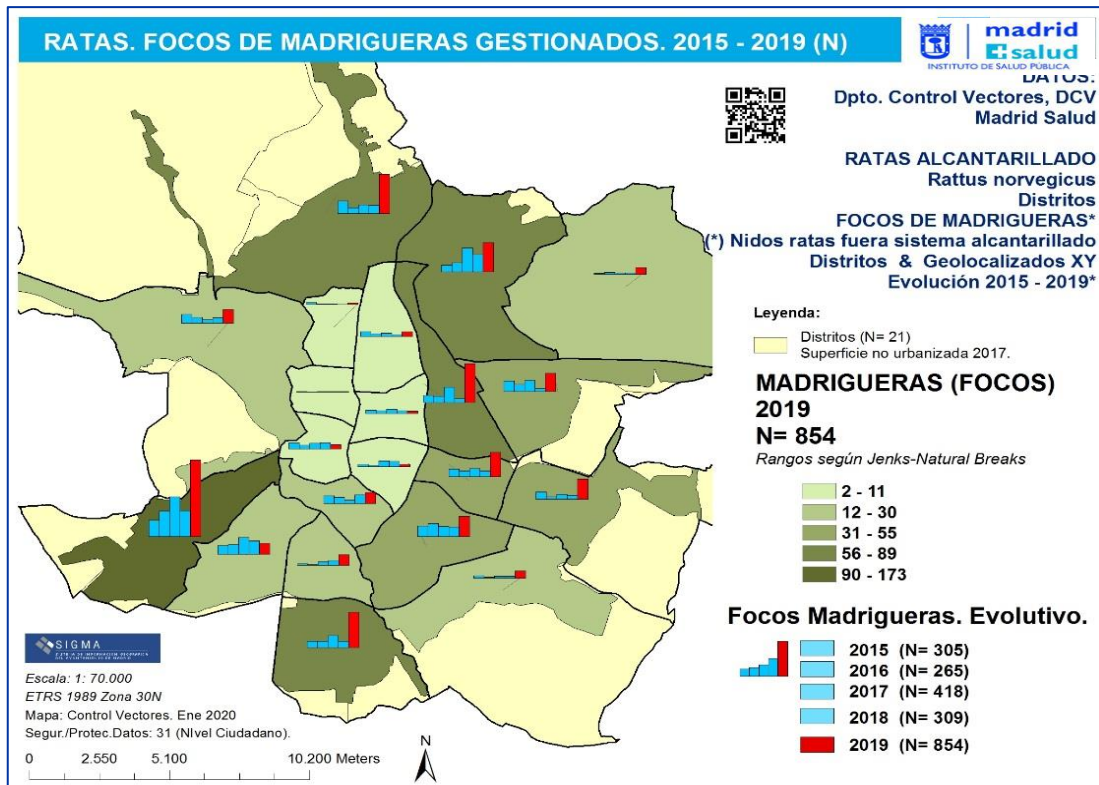 RATAS. FOCOS DE MADRIGUERAS GESTIONADOS. 2015 - 2019 (N)
madrid
salud
INSTITUTO DE SALUD PÚBLICA
DATOS:
Dpto. Control Vectores, DCV
Madrid Salud
RATAS ALCANTARILLADO
Rattus norvegicus
Distritos
FOCOS DE MADRIGUERAS*
(*) Nidos ratas fuera sistema alcantarillado
Distritos & Geolocalizados XY
Evolución 2015 - 2019*
Leyenda:
Distritos (N= 21)
Superficie no urbanizada 2017.
MADRIGUERAS (FOCOS)
2019
N= 854
Rangos según Jenks-Natural Breaks
2 - 11
12 - 30
31 - 55
56 - 89
90 - 173
Focos Madrigueras. Evolutivo.
2015 (N= 305)
2016 (N= 265)
2017 (N= 418)
2018 (N= 309)
2019 (N= 854)
SIGMA
Escala: 1: 70.000
ETRS 1989 Zona 30N
Mapa: Control Vectores. Ene 2020
Segur./Protec.Datos: 31 (NIvel Ciudadano).
0 2.550 5.100 10.200 Meters
N